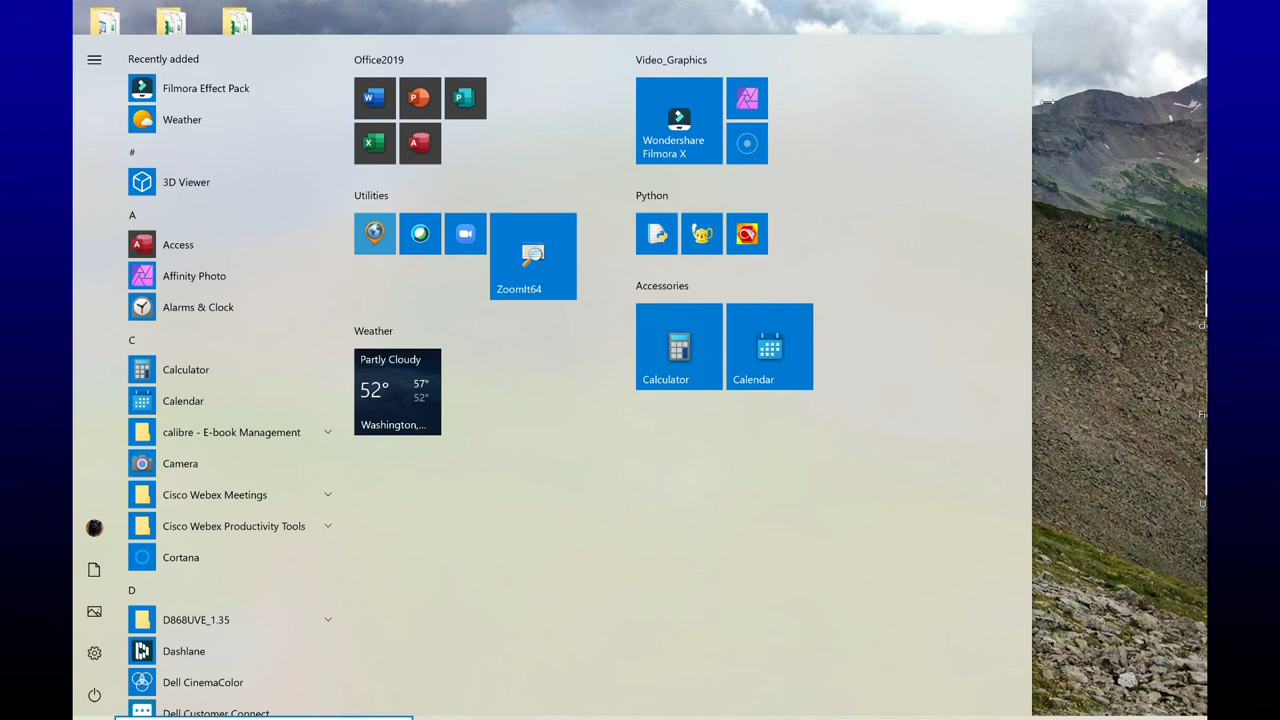 Recently added
Filmora Effect Pack
Weather
#
3D Viewer
A
Access
Affinity Photo
Alarms & Clock
C
Calculator
Calendar
calibre - E-book Management
Camera
Cisco Webex Meetings
Cisco Webex Productivity Tools
Cortana
D
D868UVE_1.35
Dashlane
Dell CinemaColor
Dell Customer Connect
Office2019
W
P
P
X
A
Utilities
ZoomIt64
Weather
Partly Cloudy
52° 57°
52°
Washington,...
Video_Graphics
Wondershare
Filmora X
Python
Accessories
Calculator
Calendar